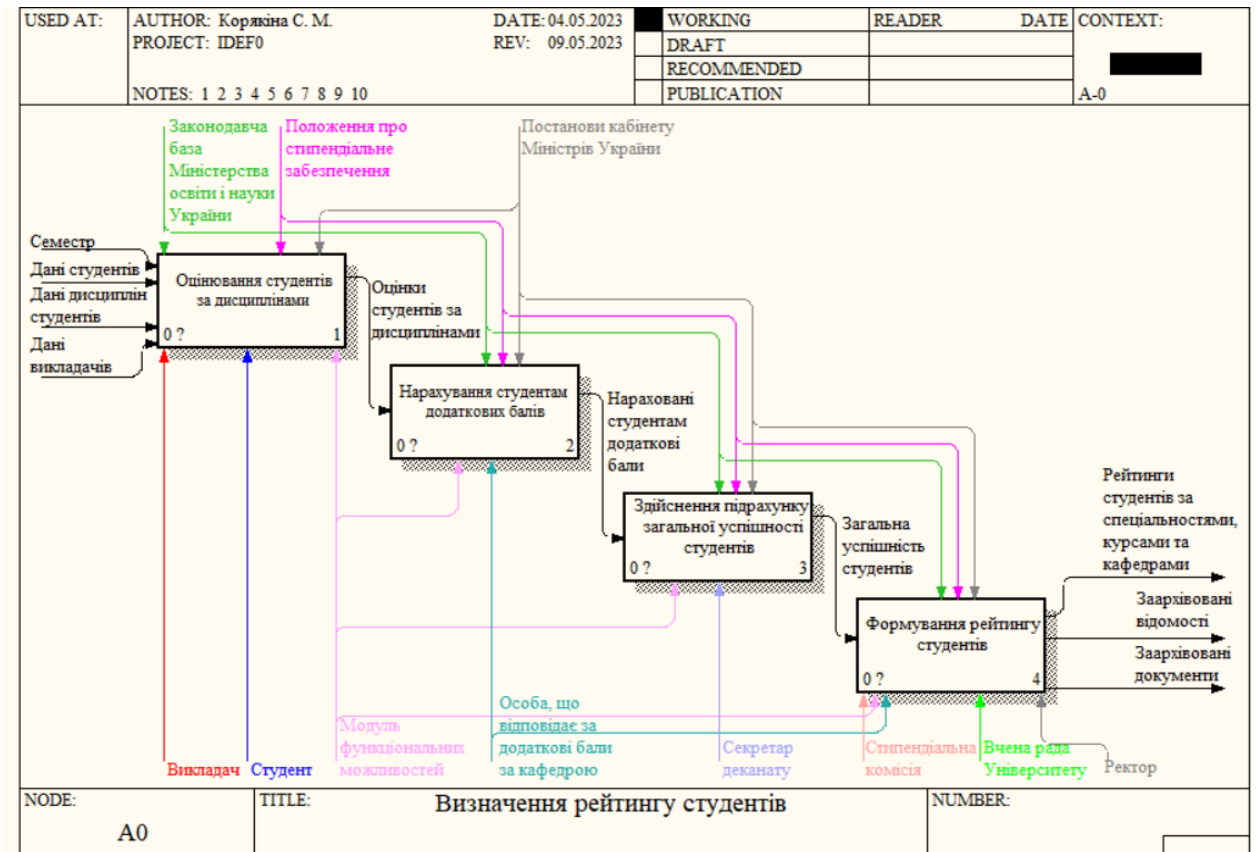 USED AT:
AUTHOR: Корякіна С. М.
DATE: 04.05.2023
PROJECT: IDEF0
REV: 09.05.2023
NOTES: 1 2 3 4 5 6 7 8 9 10
WORKING
DRAFT
RECOMMENDED
PUBLICATION
READER DATE
CONTEXT:
A-0
Законодавча
база
Міністерства
освіти і науки
України
Положення про
стипендіальне
забезпечення
Постанови кабінету
Міністрів України
Семестр
Дані студентів
Дані дисциплін
студентів
Дані
викладачів
Оцінювання студентів
за дисциплінами
0 ? 1
Оцінки
студентів за
дисциплінами
Нарахування студентам
додаткових балів
0 ? 2
Нараховані
студентам
додаткові
бали
Здійснення підрахунку
загальної успішності
студентів
0 ? 3
Загальна
успішність
студентів
Формування рейтингу
студентів
0 ? 4
Рейтинги
студентів за
спеціальностями,
курсами та
кафедрами
Заархівовані
відомості
Заархівовані
документи
Викладач
Студент
Модуль
функціональних
можливостей
Особа, що
відповідає за
додаткові бали
за кафедрою
Секретар
деканату
Стипендіальна
комісія
Вчена рада
Університету
Ректор
NODE:
A0
TITLE:
Визначення рейтингу студентів
NUMBER: